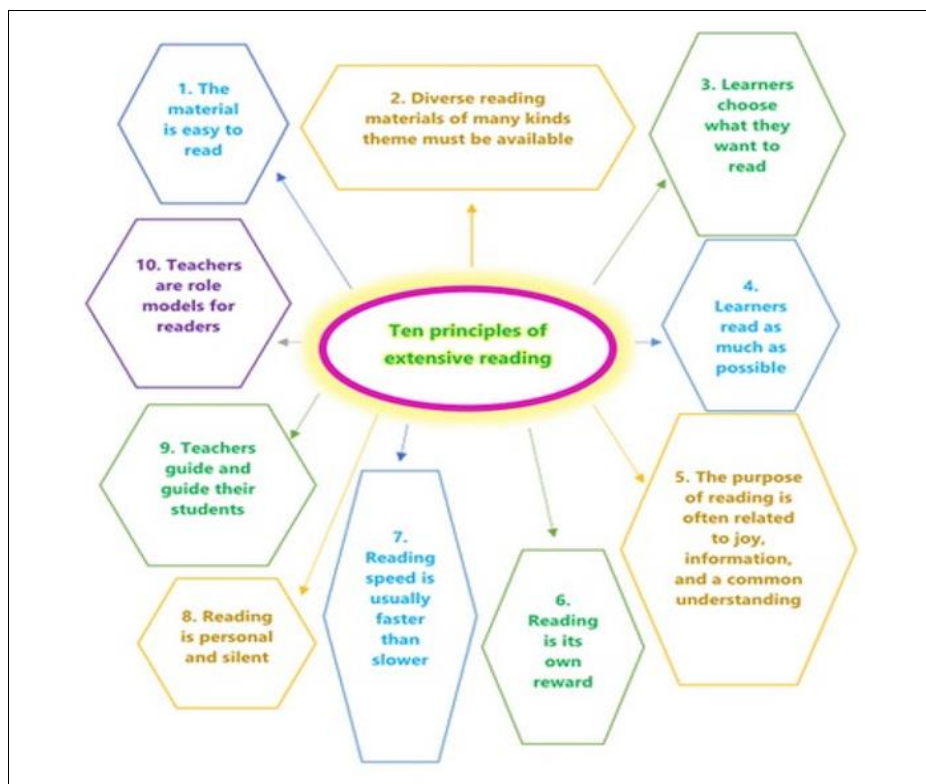 Ten principles of
extensive reading
1. The
material
is easy to
read
2. Diverse reading
materials of many kinds
theme must be available
3. Learners
choose
what they
want to
read
4.
Learners
read as
much as
possible
5. The purpose
of reading is
often related
to joy,
information,
and a common
understanding
6.
Reading
is its
own
reward
7.
Reading
speed is
usually
faster
than
slower
8. Reading
is personal
and silent
9. Teachers
guide and
guide their
students
10. Teachers
are role
models for
readers